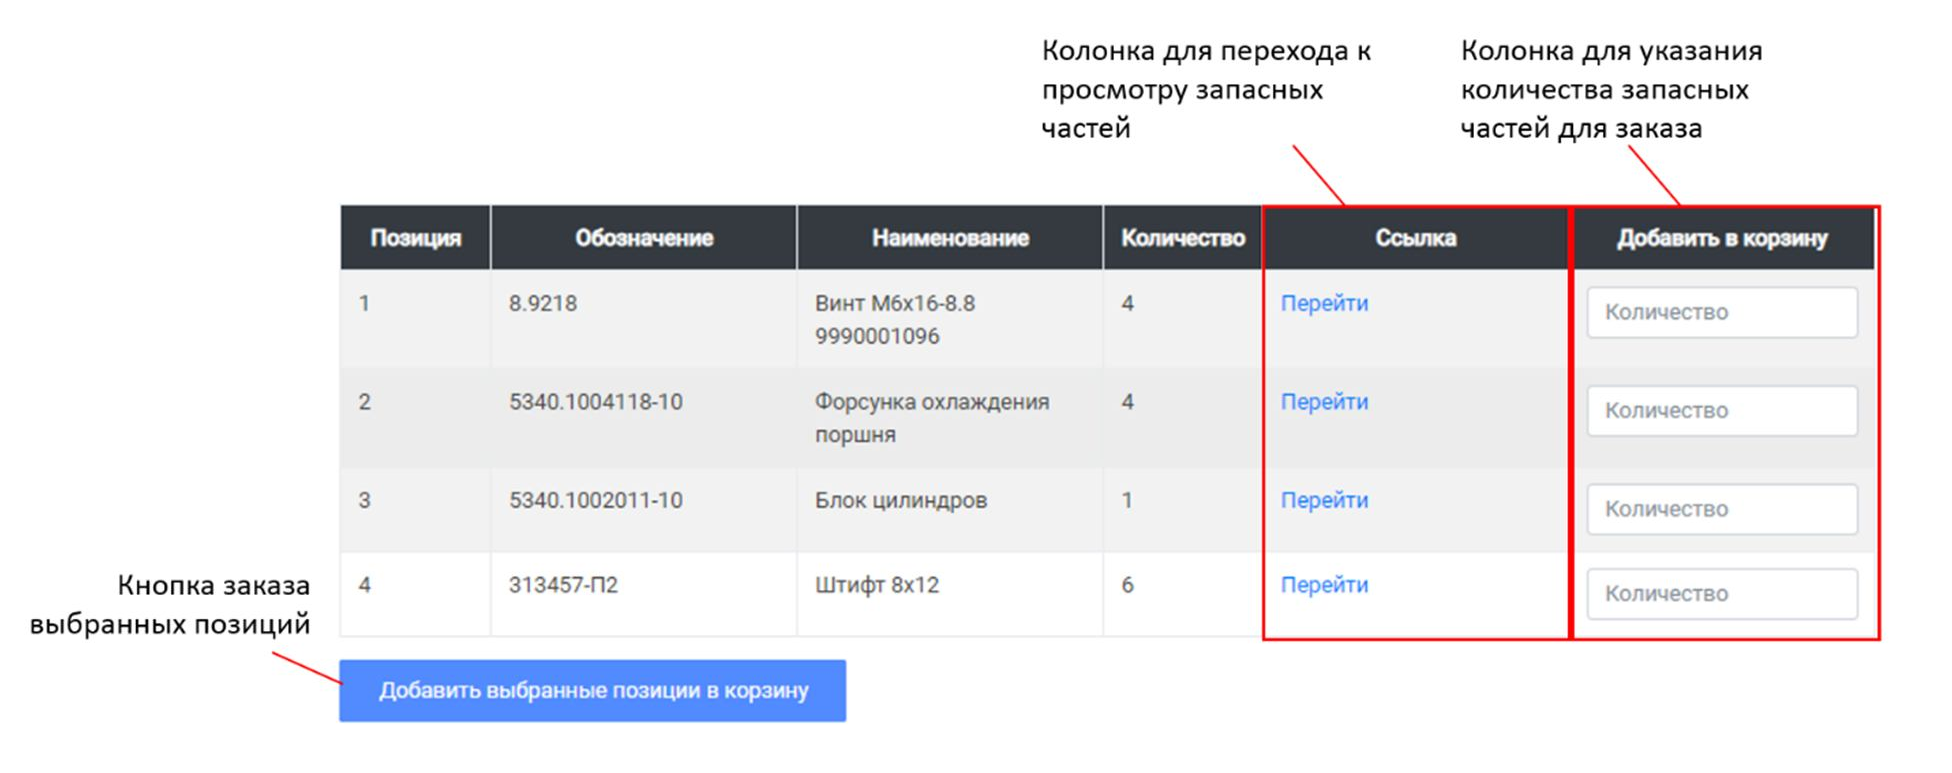 Колонка для перехода к
просмотру запасных
частей
Колонка для указания
количества запасных
частей для заказа
Позиция Обозначение Наименование Количество Ссылка Добавить в корзину
1 8.9218 Винт М6х16-8.8 4 Перейти Количество
9990001096
2 5340.1004118-10 Форсунка охлаждения 4 Перейти Количество
поршня
3 5340.1002011-10 Блок цилиндров 1 Перейти Количество
4 313457-П2 Штифт 8х12 6 Перейти Количество
Кнопка заказа
выбранных позиций
Добавить выбранные позиции в корзину